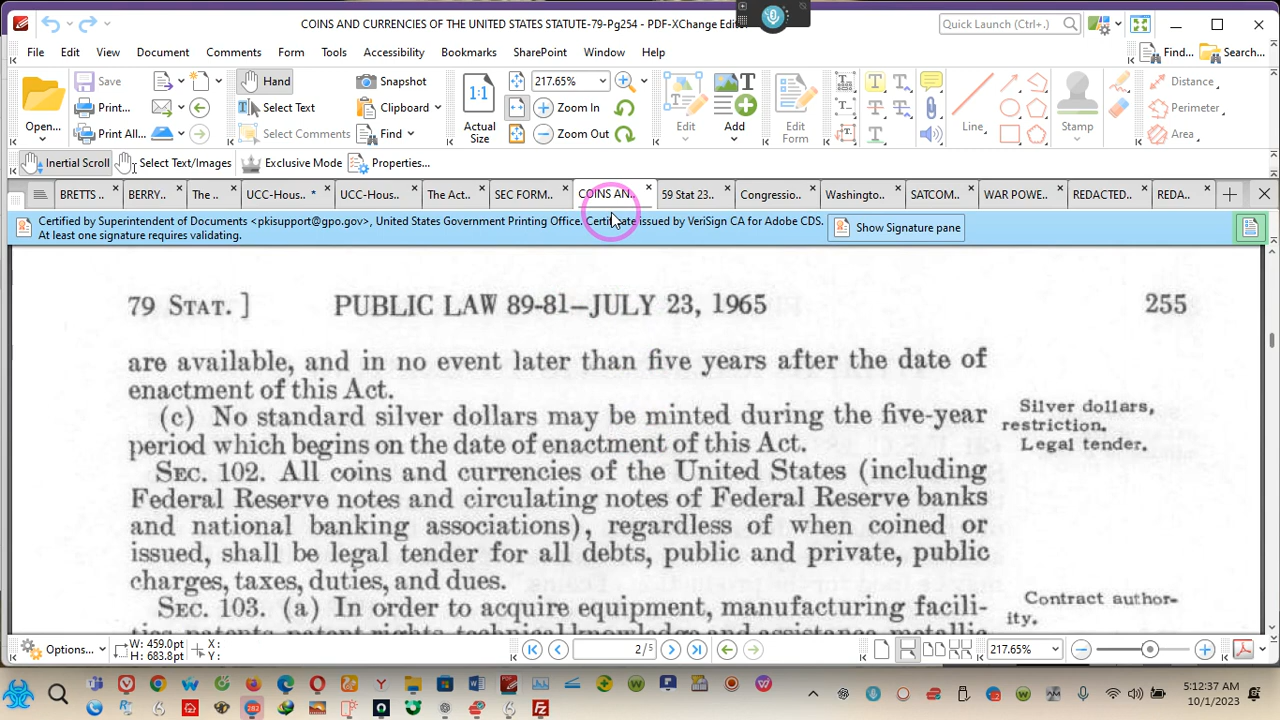 COINS AND CURRENCIES OF THE UNITED STATES STATUTE-79-Pg254 - PDF-XChange Editor
Quick Launch (Ctrl+.)
File Edit View Document Comments Form Tools Accessibility Bookmarks SharePoint Window Help
Find... Search...
Open...
Save
Print...
Print All...
Hand
Select Text
Select Comments
Snapshot
Clipboard
Find
1:1
Actual Size
217.65%
Zoom In
Zoom Out
Edit
Add
Edit Form
Line
Stamp
Distance
Perimeter
Area
Inertial Scroll Select Text/Images Exclusive Mode Properties...
BRETTS .. BERRY.. The .. UCC-Hous.. * UCC-Hous.. The Act.. SEC FORM.. COINS AN.. 59 Stat 23.. Congressio.. Washingto.. SATCOM.. WAR POWE.. REDACTED.. REDA..
Certified by Superintendent of Documents <pkisupport@gpo.gov>, United States Government Printing Office. Certificate issued by VeriSign CA for Adobe CDS.
At least one signature requires validating.
Show Signature pane
79 STAT. ] PUBLIC LAW 89-81–JULY 23, 1965 255
are available, and in no event later than five years after the date of
enactment of this Act.
(c) No standard silver dollars may be minted during the five-year
period which begins on the date of enactment of this Act.
Silver dollars,
restriction.
Legal tender.
SEC. 102. All coins and currencies of the United States (including
Federal Reserve notes and circulating notes of Federal Reserve banks
and national banking associations), regardless of when coined or
issued, shall be legal tender for all debts, public and private, public
charges, taxes, duties, and dues.
SEC. 103. (a) In order to acquire equipment, manufacturing facili-
Contract author-
ity.
Options...
W: 459.0pt
H: 683.8pt
X:
Y:
2/5
217.65%
282
5:12:37 AM
10/1/2023